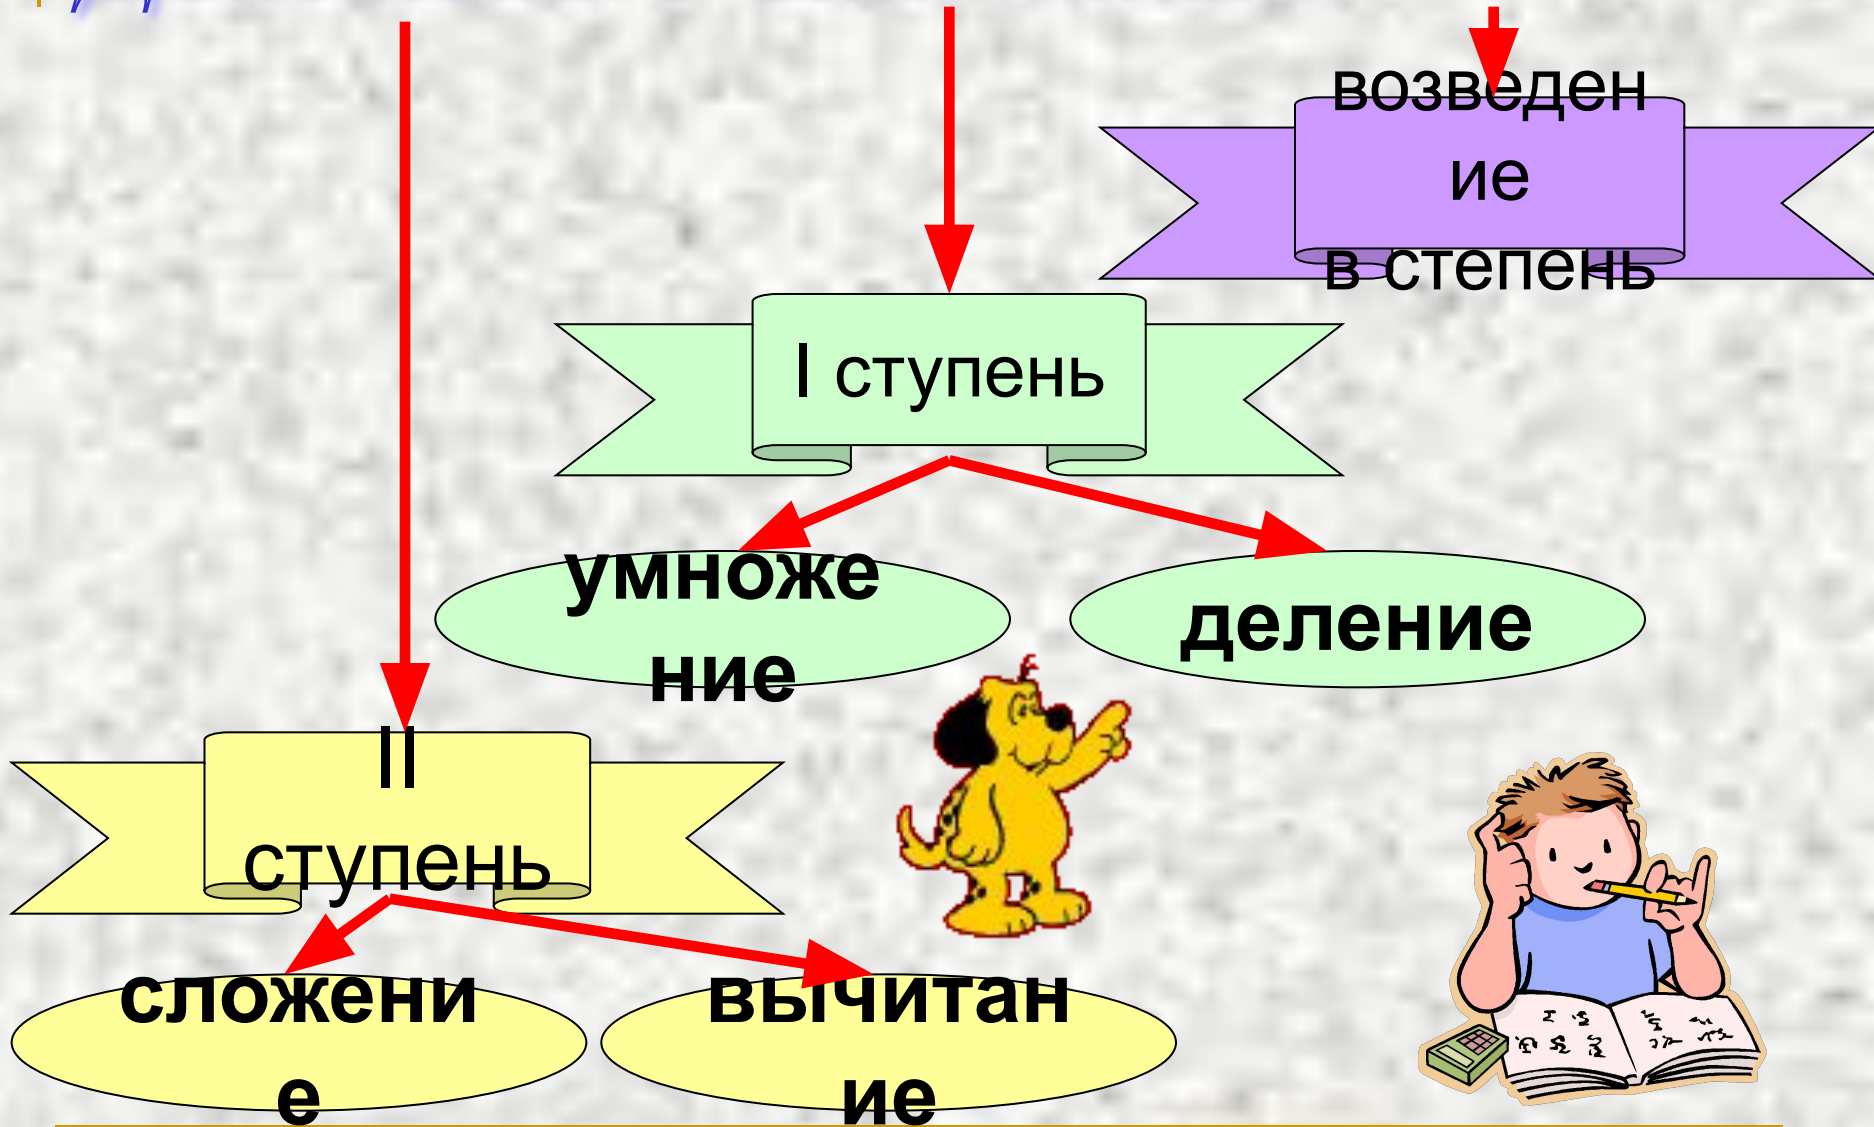 возведен
ие
в степень
I ступень
умноже
ние
деление
II
ступень
сложени
е
вычитан
ие